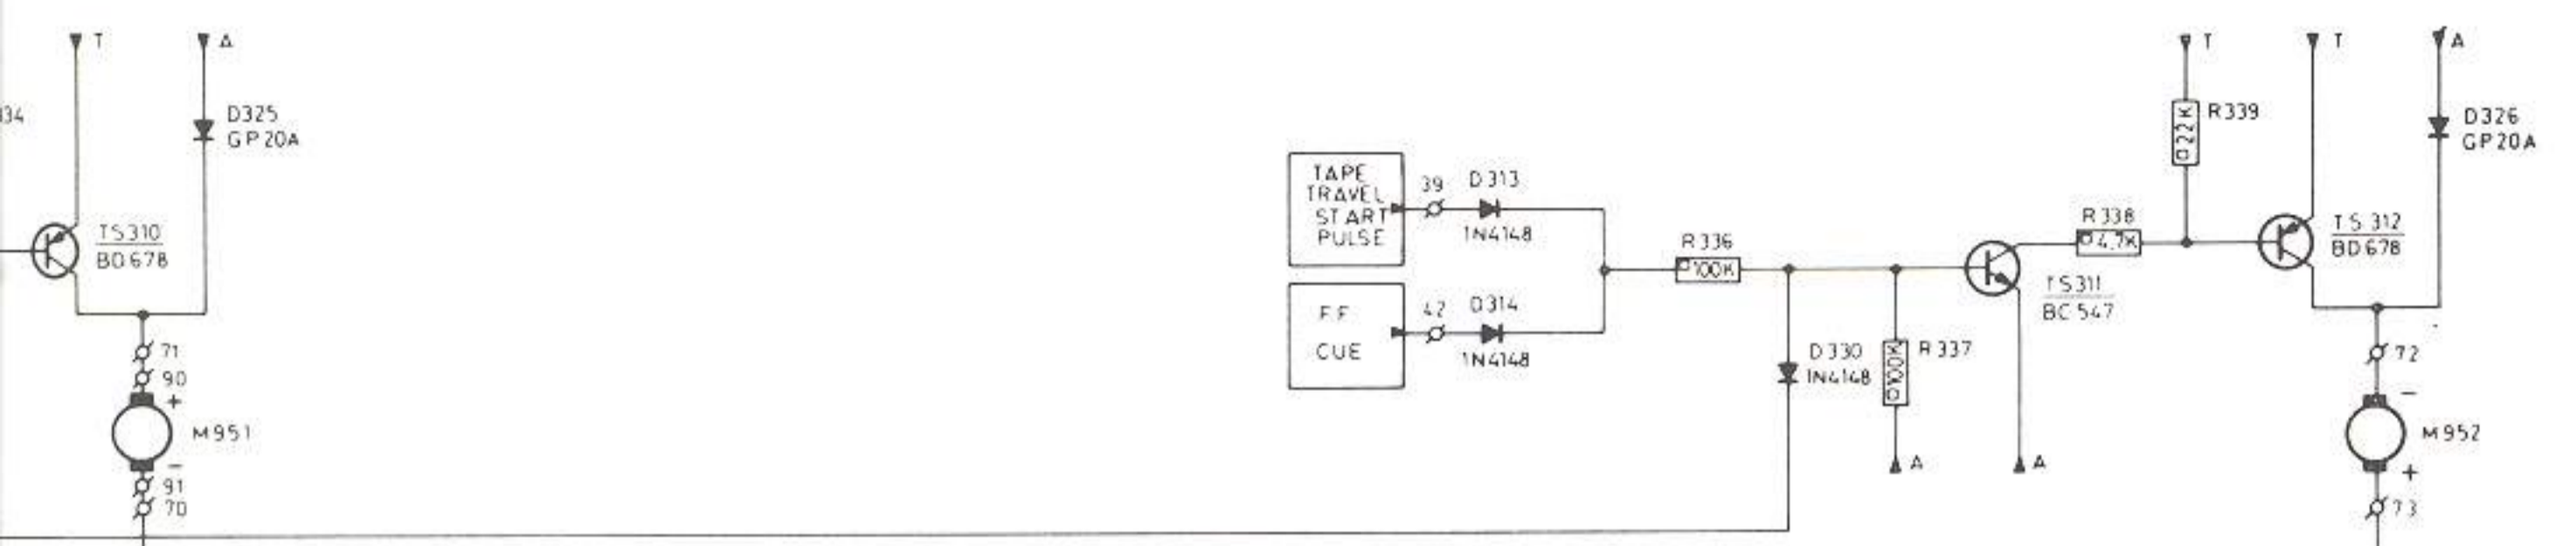 T
A
34
D325
GP20A
TS310
BD678
71
90
+
M951
−
91
70
TAPE
TRAVEL
START
PULSE
39
D313
1N4148
F.F
CUE
42
D314
1N4148
R336
100K
D330
1N4148
100K
R337
A
A
TS311
BC547
R338
4.7K
T
22K
R339
T
A
D326
GP20A
TS312
BD678
72
−
M952
+
73